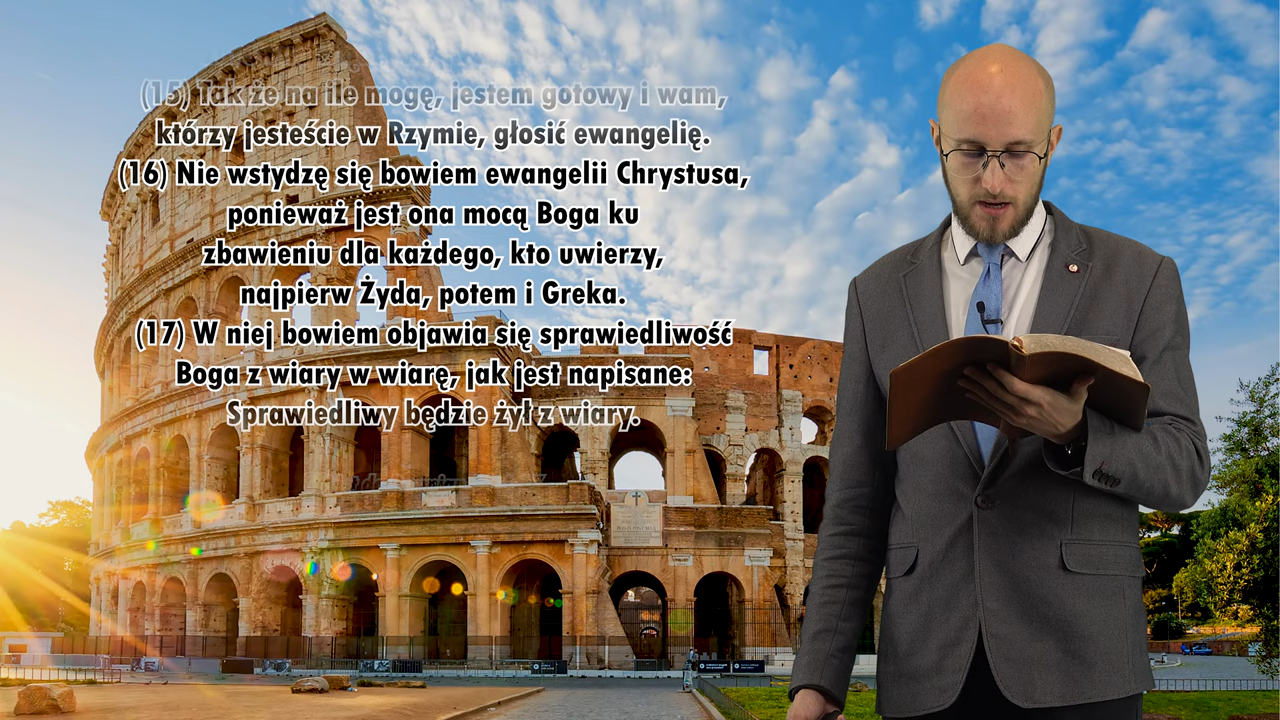 (15) Tak że na ile mogę, jestem gotowy i wam,
którzy jesteście w Rzymie, głosić ewangelię.
(16) Nie wstydzę się bowiem ewangelii Chrystusa,
ponieważ jest ona mocą Boga ku
zbawieniu dla każdego, kto uwierzy,
najpierw Żyda, potem i Greka.
(17) W niej bowiem objawia się sprawiedliwość
Boga z wiary w wiarę, jak jest napisane:
Sprawiedliwy będzie żył z wiary.